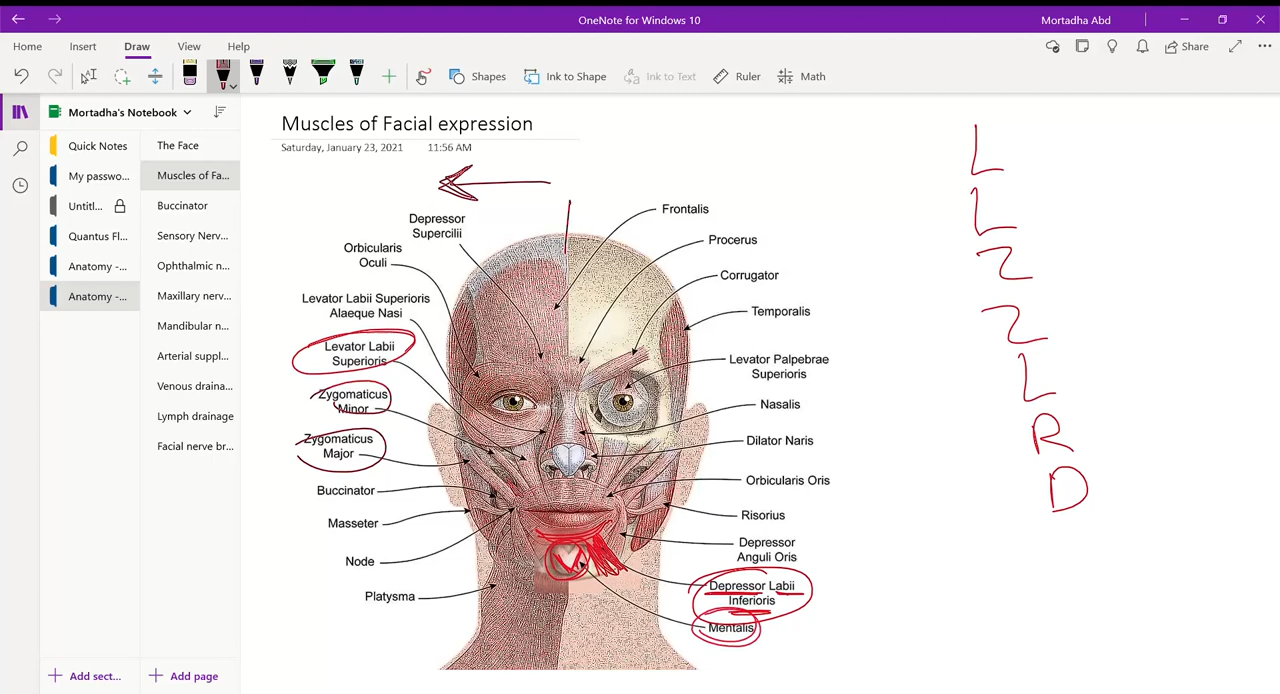 OneNote for Windows 10
Mortadha Abd
Home Insert Draw View Help
Share
Shapes
Ink to Shape
Ink to Text
Ruler
Math
Mortadha's Notebook
Quick Notes
My passwo...
Untitl...
Quantus Fl...
Anatomy -...
Anatomy -...
The Face
Muscles of Fa...
Buccinator
Sensory Nerv...
Ophthalmic n...
Maxillary nerv...
Mandibular n...
Arterial suppl...
Venous draina...
Lymph drainage
Facial nerve br...
Add sect...
Add page
Muscles of Facial expression
Saturday, January 23, 2021 11:56 AM
Depressor
Supercilii
Orbicularis
Oculi
Levator Labii Superioris
Alaeque Nasi
Levator Labii
Superioris
Zygomaticus
Minor
Zygomaticus
Major
Buccinator
Masseter
Node
Platysma
Frontalis
Procerus
Corrugator
Temporalis
Levator Palpebrae
Superioris
Nasalis
Dilator Naris
Orbicularis Oris
Risorius
Depressor
Anguli Oris
Depressor Labii
Inferioris
Mentalis
L
L
Z
Z
L
R
D